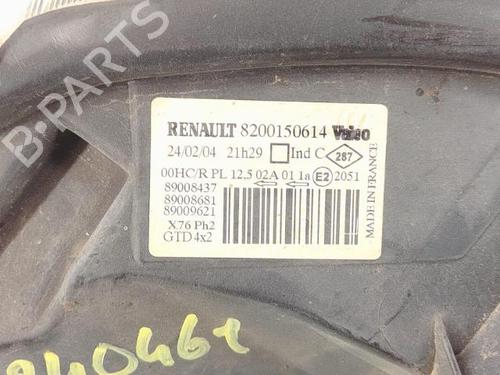 B-PARTS
RENAULT 8200150614 Valeo
24/02/04 21h29 Ind C 287
00HC/R PL 12.5 02A 01 1a E2 2051
89008437
89008681
89009621
X76 Ph2
GTD 4x2
MADE IN FRANCE